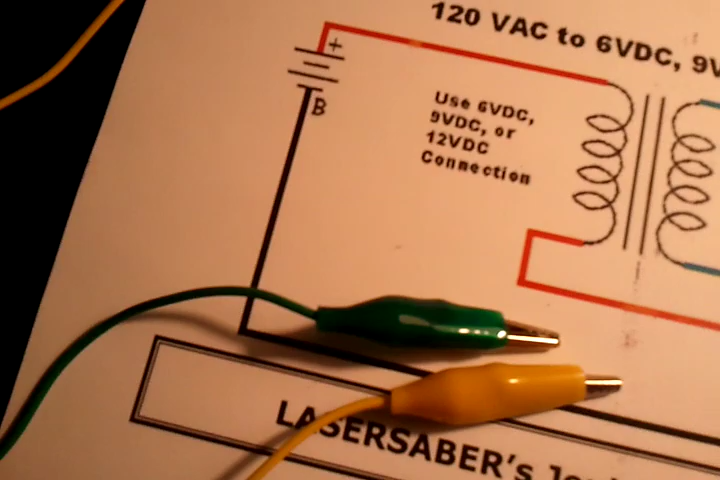 120 VAC to 6VDC, 9V
+
B
Use 6VDC,
9VDC, or
12VDC
Connection
LASERSABER's